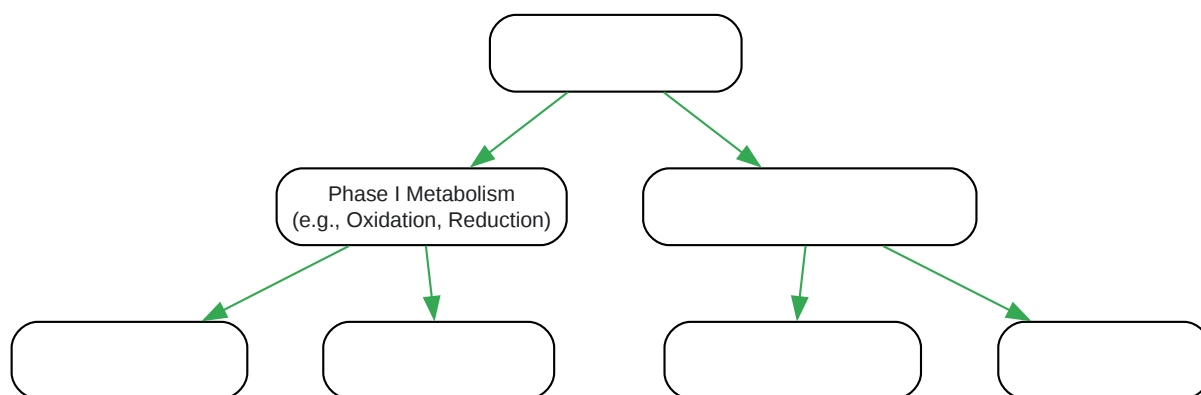 Phase I Metabolism
(e.g., Oxidation, Reduction)